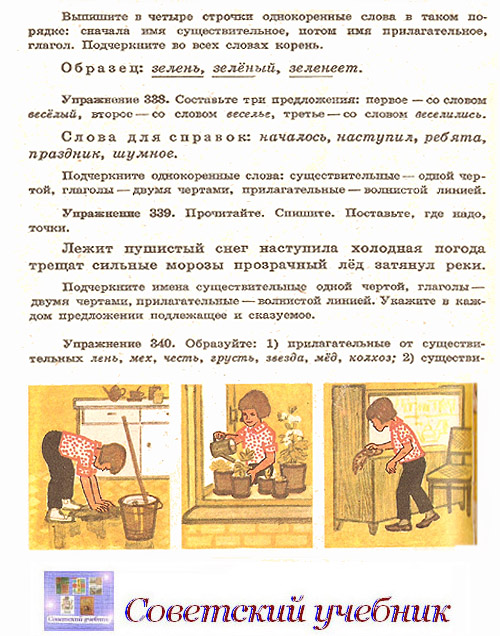 Выпишите в четыре строчки однокоренные слова в таком по-
рядке: сначала имя существительное, потом имя прилагательное,
глагол. Подчеркните во всех словах корень.
Образец: зелень, зелёный, зеленеет.
Упражнение 338. Составьте три предложения: первое — со словом
весёлый, второе — со словом веселье, третье — со словом веселились.
Слова для справок: началось, наступил, ребята,
праздник, шумное.
Подчеркните однокоренные слова: существительные — одной чер-
той, глаголы — двумя чертами, прилагательные — волнистой линией.
Упражнение 339. Прочитайте. Спишите. Поставьте, где надо,
точки.
Лежит пушистый снег наступила холодная погода
трещат сильные морозы прозрачный лёд затянул реки.
Подчеркните имена существительные одной чертой, глаголы —
двумя чертами, прилагательные — волнистой линией. Укажите в каж-
дом предложении подлежащее и сказуемое.
Упражнение 340. Образуйте: 1) прилагательные от существи-
тельных лень, мех, честь, грусть, звезда, мёд, колхоз; 2) существи-
Советский учебник
Советский учебник